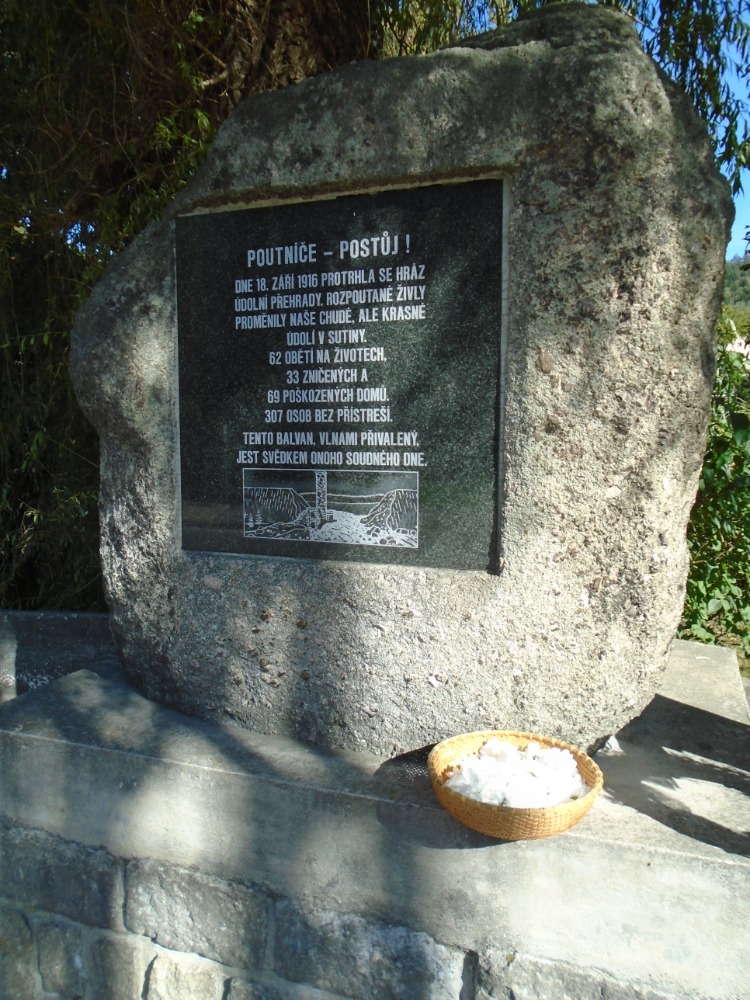 POUTNÍČE – POSTŮJ !
DNE 18. ZÁŘÍ 1916 PROTRHLA SE HRÁZ
ÚDOLNÍ PŘEHRADY. ROZPOUTANÉ ŽIVLY
PROMĚNILY NAŠE CHUDÉ, ALE KRASNÉ
ÚDOLÍ V SUTINY.
62 OBĚTÍ NA ŽIVOTECH.
33 ZNIČENÝCH A
69 POŠKOZENÝCH DOMŮ.
307 OSOB BEZ PŘÍSTŘEŠÍ.
TENTO BALVAN, VLNAMI PŘIVALENÝ,
JEST SVĚDKEM ONOHO SOUDNÉHO DNE.